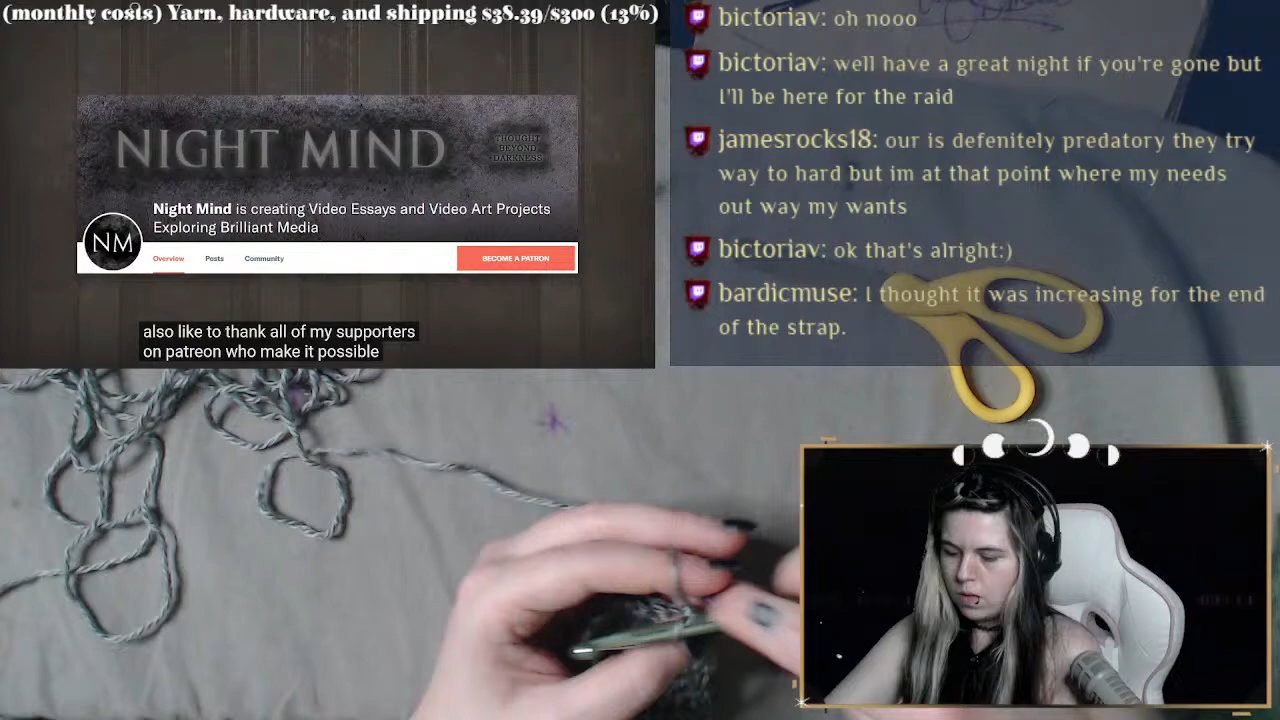 (monthly costs) Yarn, hardware, and shipping $38.39/$300 (13%)
NIGHT MIND
THOUGHT
BEYOND
DARKNESS
Night Mind is creating Video Essays and Video Art Projects
Exploring Brilliant Media
NM
Overview Posts Community BECOME A PATRON
also like to thank all of my supporters
on patreon who make it possible
bictoriav: oh nooo
bictoriav: well have a great night if you're gone but
I'll be here for the raid
jamesrocks18: our is defenitely predatory they try
way to hard but im at that point where my needs
out way my wants
bictoriav: ok that's alright:)
bardicmuse: I thought it was increasing for the end
of the strap.